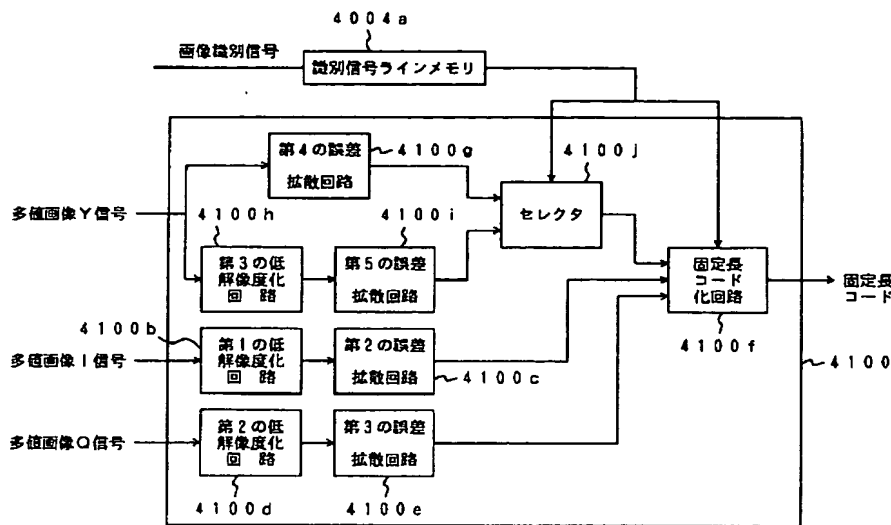 4004a
画像識別信号
識別信号ラインメモリ
第4の誤差
拡散回路
4100g
4100j
多値画像Y信号
4100h
4100i
セレクタ
第3の低
解像度化
回路
第5の誤差
拡散回路
固定長
コード
化回路
固定長
コード
4100b
第1の低
解像度化
回路
第2の誤差
拡散回路
4100f
4100
多値画像I信号
4100c
第2の低
解像度化
回路
第3の誤差
拡散回路
多値画像Q信号
4100d
4100e